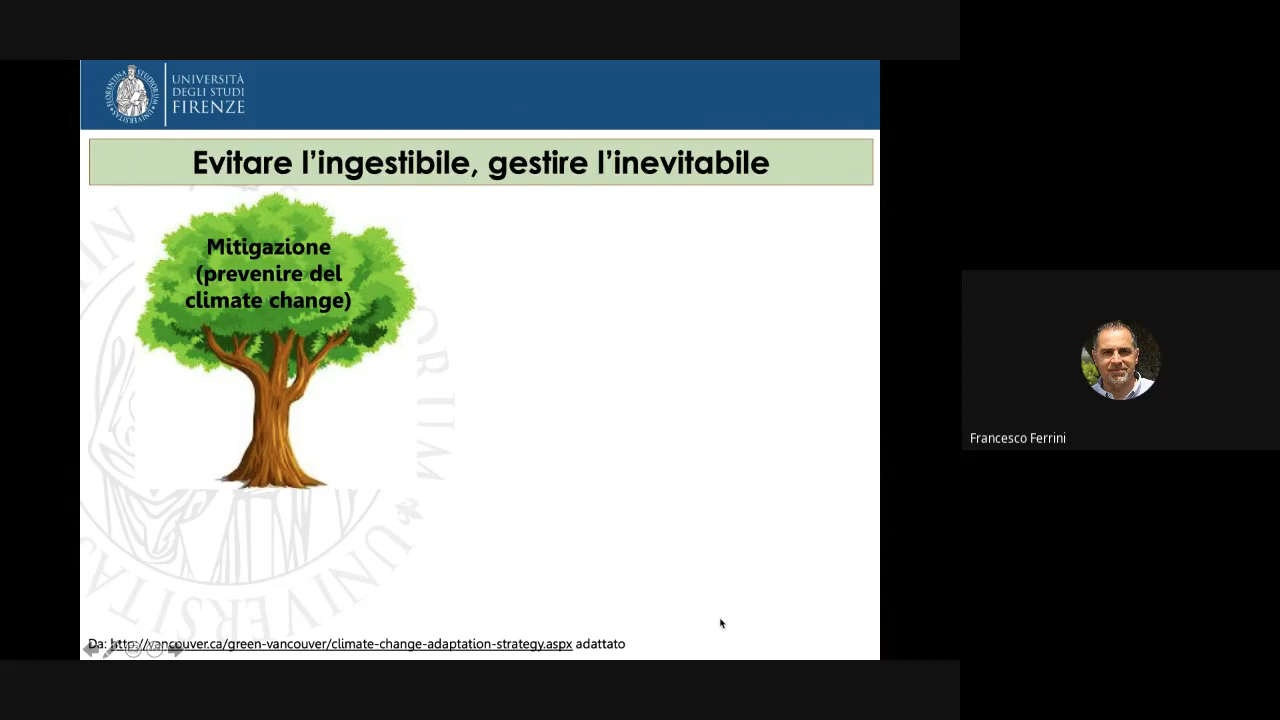 UNIVERSITÀ
DEGLI STUDI
FIRENZE
Evitare l’ingestibile, gestire l’inevitabile
Mitigazione
(prevenire del
climate change)
Da: http://vancouver.ca/green-vancouver/climate-change-adaptation-strategy.aspx adattato
Francesco Ferrini